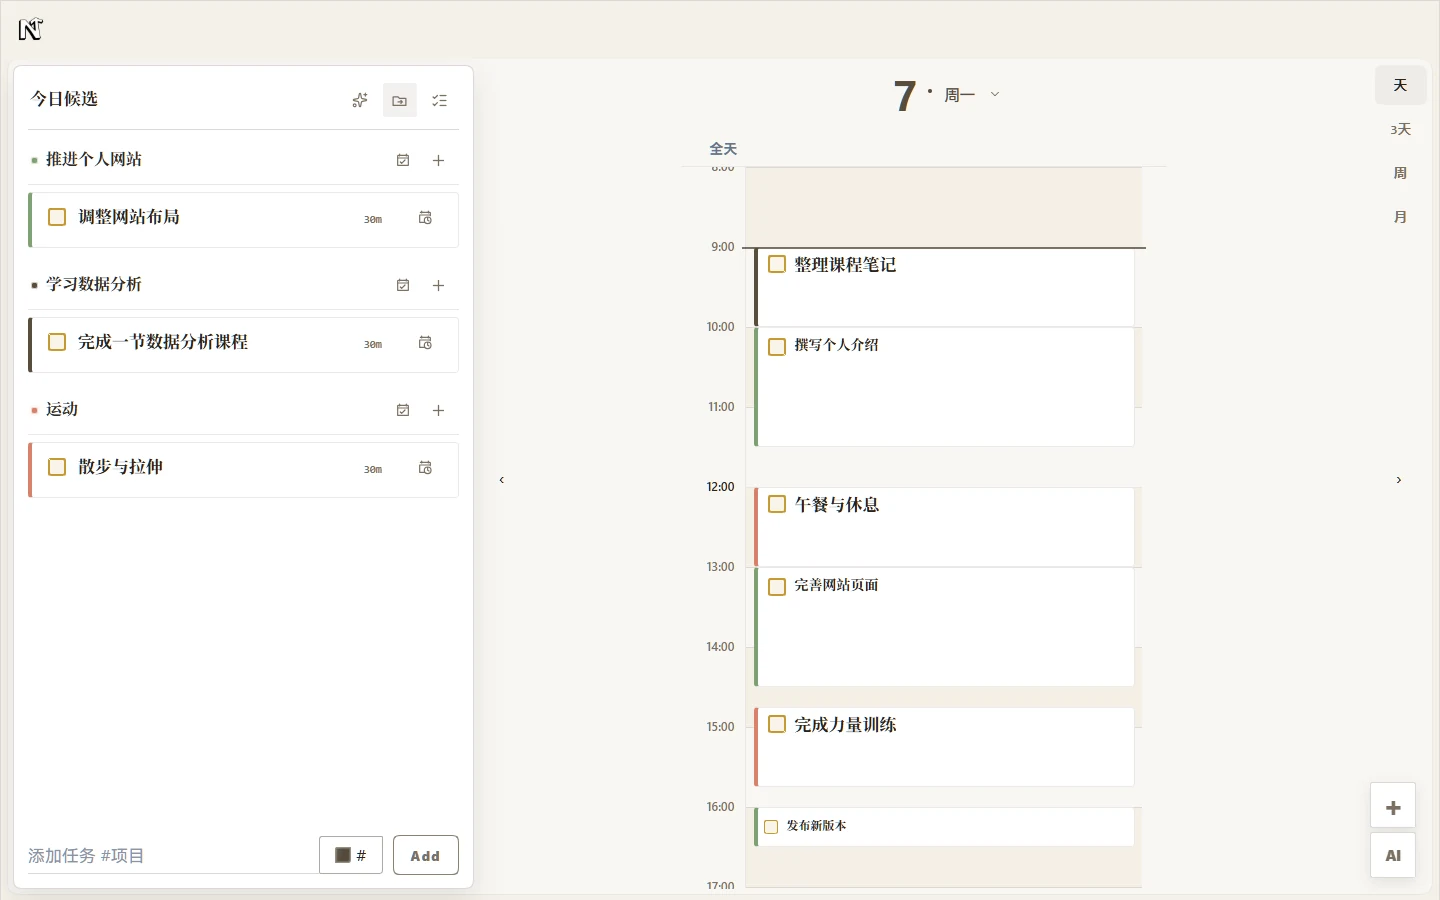 N
今日候选
推进个人网站
调整网站布局 30m
学习数据分析
完成一节数据分析课程 30m
运动
散步与拉伸 30m
添加任务 #项目 # Add
7 · 周一
全天
8:00
9:00 整理课程笔记
10:00 撰写个人介绍
11:00
12:00 午餐与休息
13:00 完善网站页面
14:00
15:00 完成力量训练
16:00 发布新版本
17:00
天
3天
周
月
+
AI